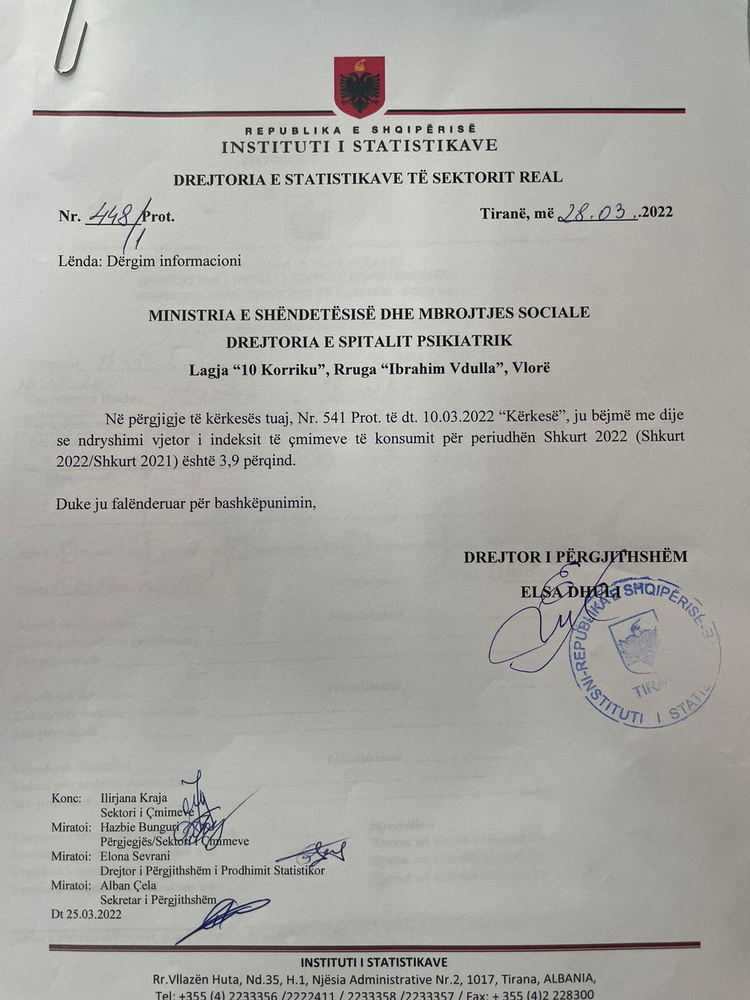 REPUBLIKA E SHQIPËRISË
INSTITUTI I STATISTIKAVE
DREJTORIA E STATISTIKAVE TË SEKTORIT REAL
Nr. 448/1 Prot.
Tiranë, më 28.03..2022
Lënda: Dërgim informacioni
MINISTRIA E SHËNDETËSISË DHE MBROJTJES SOCIALE
DREJTORIA E SPITALIT PSIKIATRIK
Lagja “10 Korriku”, Rruga “Ibrahim Vdulla”, Vlorë
Në përgjigje të kërkesës tuaj, Nr. 541 Prot. të dt. 10.03.2022 “Kërkesë”, ju bëjmë me dije
se ndryshimi vjetor i indeksit të çmimeve të konsumit për periudhën Shkurt 2022 (Shkurt
2022/Shkurt 2021) është 3,9 përqind.
Duke ju falënderuar për bashkëpunimin,
DREJTOR I PËRGJITHSHËM
ELSA DHULI
REPUBLIKA E SHQIPËRISË
INSTITUTI I
Konc: Ilirjana Kraja
Sektori i Çmimeve
Miratoi: Hazbie Bunguri
Përgjegjës/Sektori i Çmimeve
Miratoi: Elona Sevrani
Drejtor i Përgjithshëm i Prodhimit Statistikor
Miratoi: Alban Çela
Sekretar i Përgjithshëm
Dt 25.03.2022
INSTITUTI I STATISTIKAVE
Rr.Vllazën Huta, Nd.35, H.1, Njësia Administrative Nr.2, 1017, Tirana, ALBANIA,
Tel: +355 (4) 2233356 /2222411 / 2233358 /2233357 / Fax: + 355 (4)2 228300